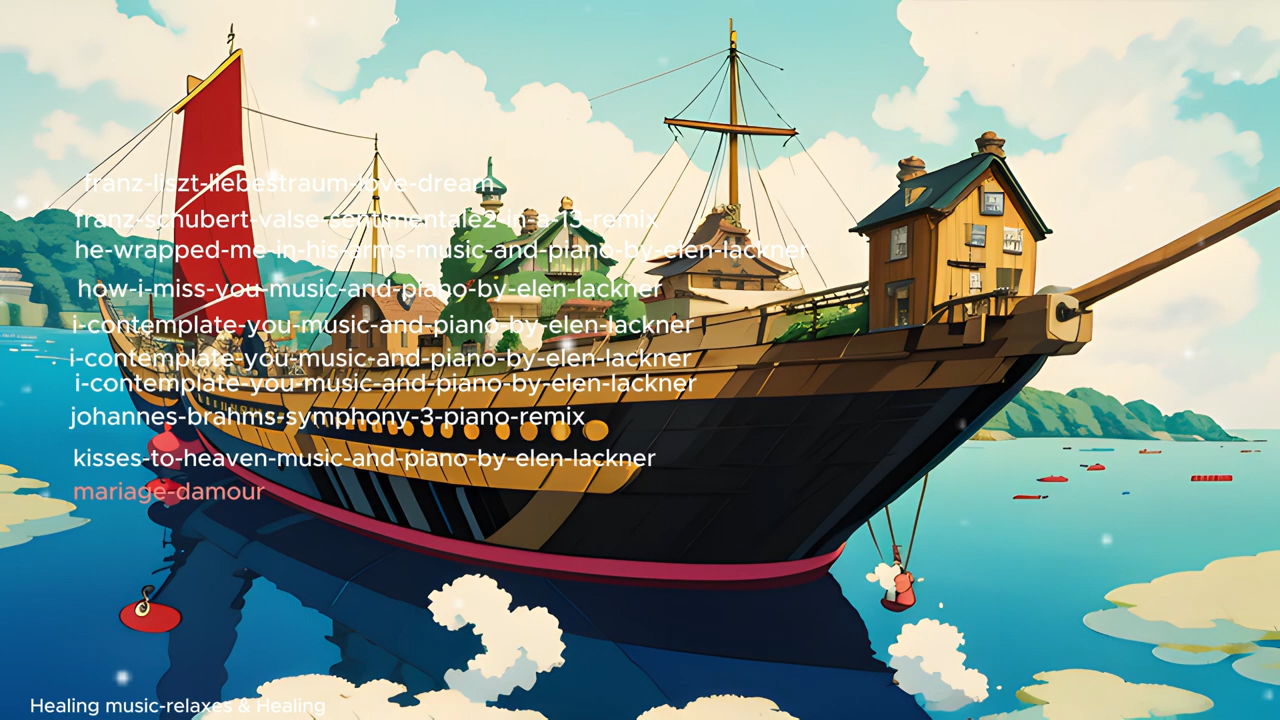 franz-liszt-liebestraum-love-dream
franz-schubert-valse-sentimentale2-in-a-13-remix
he-wrapped-me-in-his-arms-music-and-piano-by-elen-lackner
how-i-miss-you-music-and-piano-by-elen-lackner
i-contemplate-you-music-and-piano-by-elen-lackner
i-contemplate-you-music-and-piano-by-elen-lackner
i-contemplate-you-music-and-piano-by-elen-lackner
johannes-brahms-symphony-3-piano-remix
kisses-to-heaven-music-and-piano-by-elen-lackner
mariage-damour
Healing music-relaxes & Healing